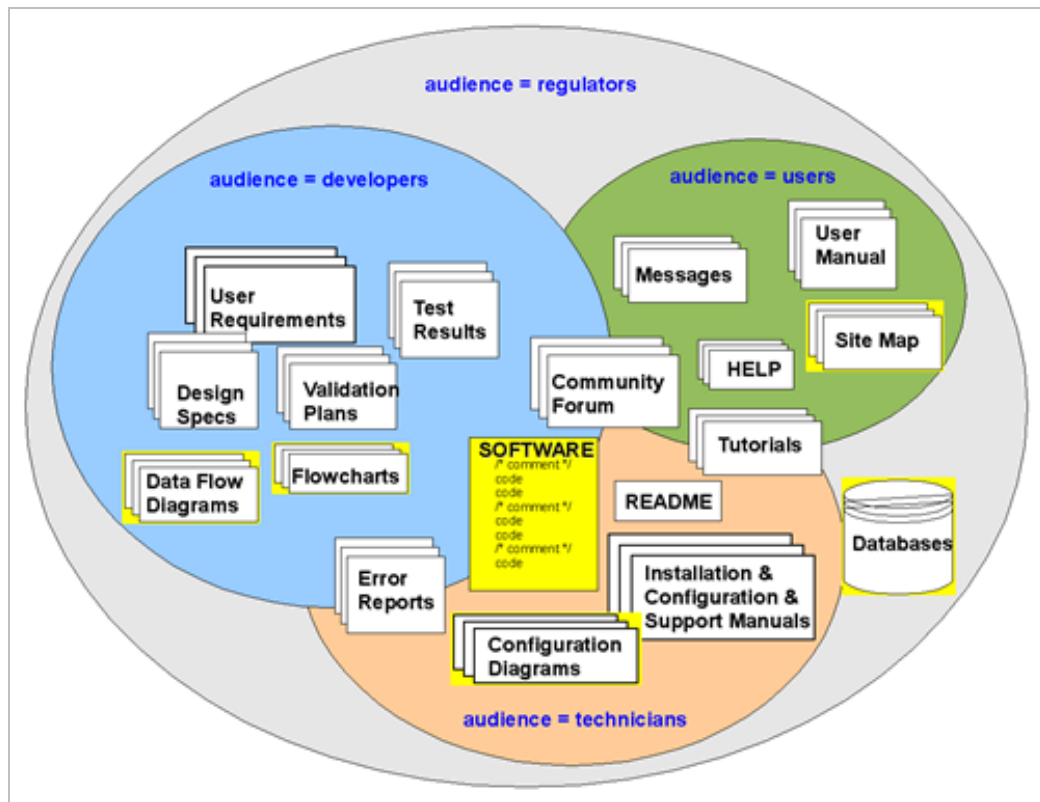 audience = regulators
audience = developers
audience = users
User
Requirements
Test
Results
Messages
User
Manual
Site Map
Design
Specs
Validation
Plans
Community
Forum
HELP
Tutorials
Data Flow
Diagrams
Flowcharts
SOFTWARE
/* comment */
code
code
/* comment */
code
code
/* comment */
code
README
Databases
Error
Reports
Installation &
Configuration &
Support Manuals
Configuration
Diagrams
audience = technicians